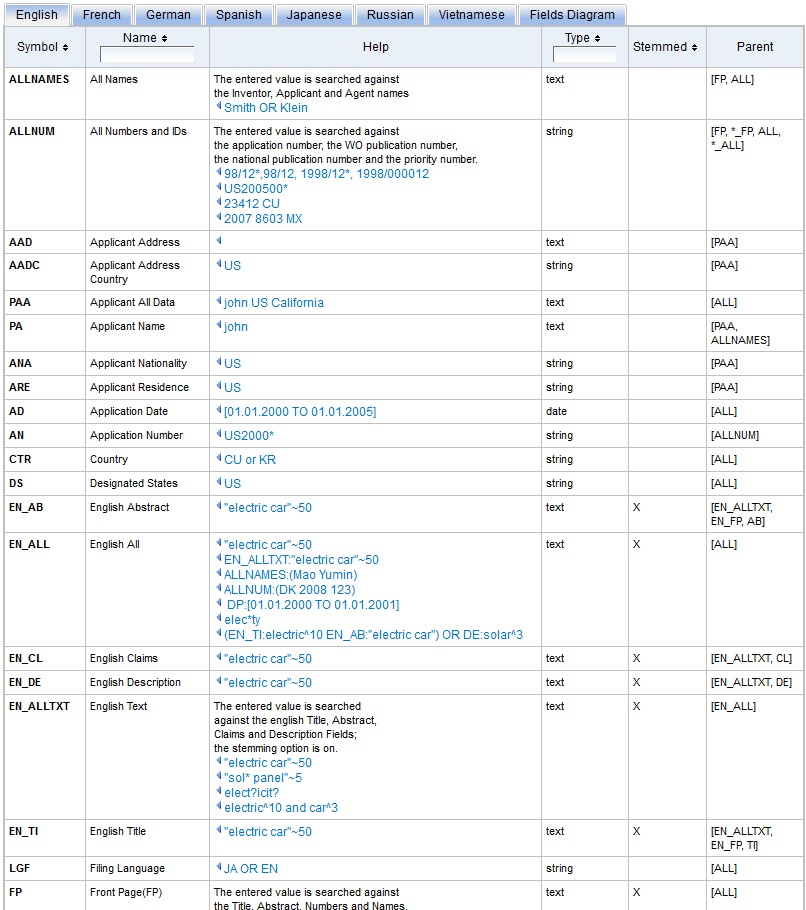 English French German Spanish Japanese Russian Vietnamese Fields Diagram
Symbol Name Help Type Stemmed Parent
ALLNAMES All Names The entered value is searched against text [FP, ALL]
the Inventor, Applicant and Agent names
Smith OR Klein
ALLNUM All Numbers and IDs The entered value is searched against string [FP, *_FP, ALL,
the application number, the WO publication number, *_ALL]
the national publication number and the priority number.
98/12*,98/12, 1998/12*, 1998/000012
US200500*
23412 CU
2007 8603 MX
AAD Applicant Address text [PAA]
AADC Applicant Address US string [PAA]
Country
PAA Applicant All Data john US California text [ALL]
PA Applicant Name john text [PAA,
ALLNAMES]
ANA Applicant Nationality US string [PAA]
ARE Applicant Residence US string [PAA]
AD Application Date [01.01.2000 TO 01.01.2005] date [ALL]
AN Application Number US2000* string [ALLNUM]
CTR Country CU or KR string [ALL]
DS Designated States US string [ALL]
EN_AB English Abstract "electric car"~50 text X [EN_ALLTXT,
EN_FP, AB]
EN_ALL English All "electric car"~50 text X [ALL]
EN_ALLTXT:"electric car"~50
ALLNAMES:(Mao Yumin)
ALLNUM:(DK 2008 123)
DP:[01.01.2000 TO 01.01.2001]
elec*ty
(EN_TI:electric^10 EN_AB:"electric car") OR DE:solar^3
EN_CL English Claims "electric car"~50 text X [EN_ALLTXT, CL]
EN_DE English Description "electric car"~50 text X [EN_ALLTXT, DE]
EN_ALLTXT English Text The entered value is searched text X [EN_ALL]
against the english Title, Abstract,
Claims and Description Fields;
the stemming option is on.
"electric car"~50
"sol* panel"~5
elect?icit?
electric^10 and car^3
EN_TI English Title "electric car"~50 text X [EN_ALLTXT,
EN_FP, TI]
LGF Filing Language JA OR EN string [ALL]
FP Front Page(FP) The entered value is searched against text X [ALL]
the Title, Abstract, Numbers and Names.